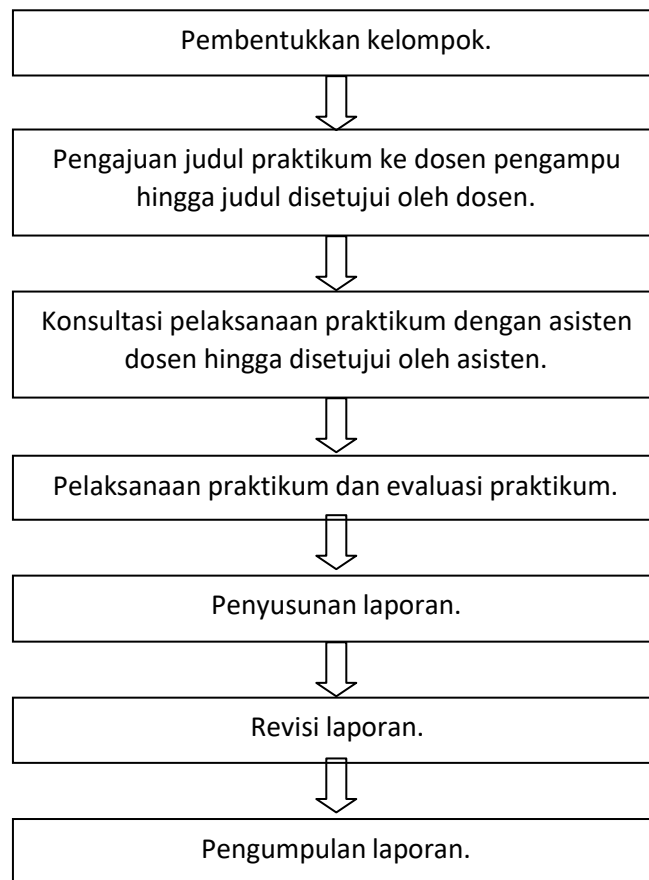 Pembentukkan kelompok.
Pengajuan judul praktikum ke dosen pengampu
hingga judul disetujui oleh dosen.
Konsultasi pelaksanaan praktikum dengan asisten
dosen hingga disetujui oleh asisten.
Pelaksanaan praktikum dan evaluasi praktikum.
Penyusunan laporan.
Revisi laporan.
Pengumpulan laporan.